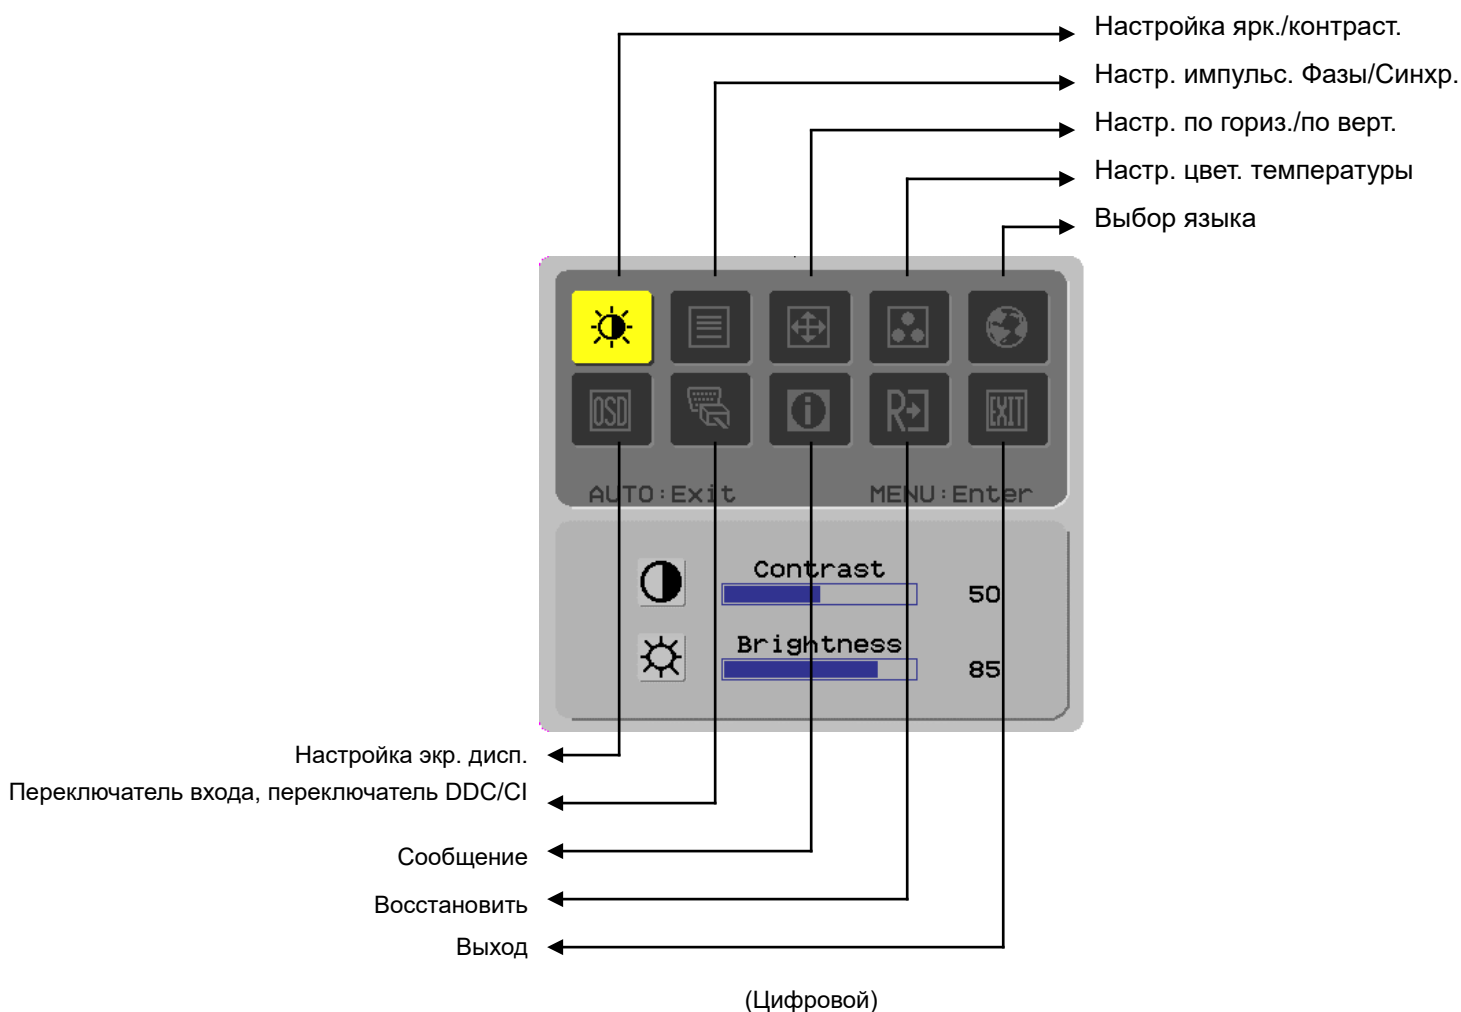 Настройка ярк./контраст.
Настр. импульс. Фазы/Синхр.
Настр. по гориз./по верт.
Настр. цвет. температуры
Выбор языка
OSD
i
R
EXIT
AUTO:Exit MENU:Enter
Contrast
50
Brightness
85
Настройка экр. дисп.
Переключатель входа, переключатель DDC/CI
Сообщение
Восстановить
Выход
(Цифровой)